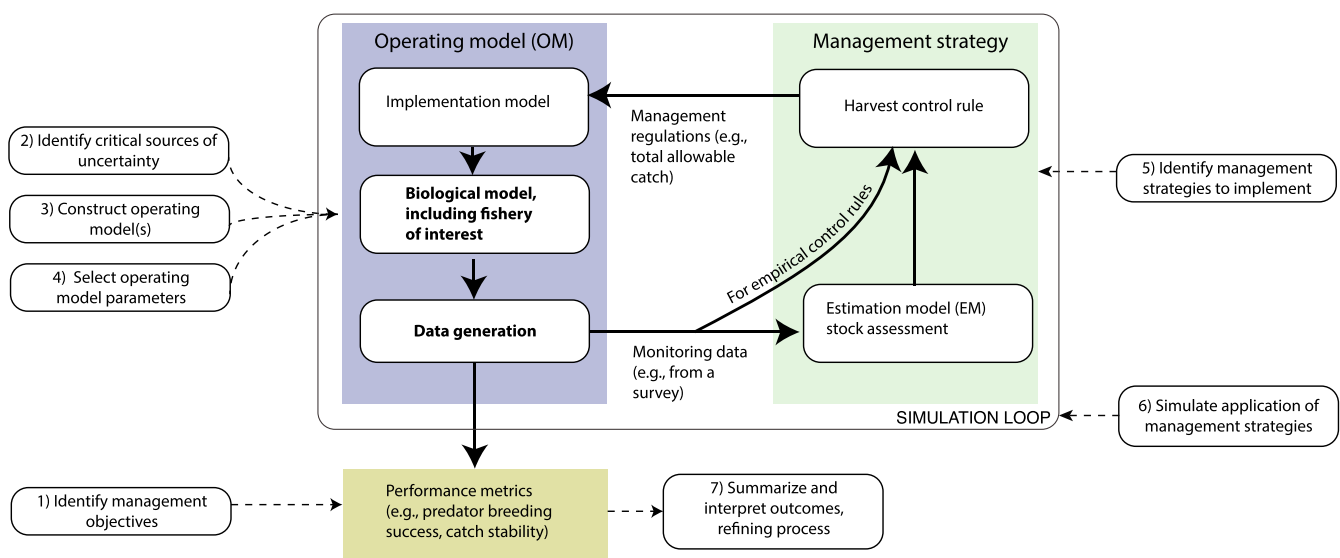 Operating model (OM)
Management strategy
Implementation model
Harvest control rule
Management
regulations (e.g.,
total allowable
catch)
2) Identify critical sources of
uncertainty
3) Construct operating
model(s)
4) Select operating
model parameters
Biological model,
including fishery
of interest
5) Identify management
strategies to implement
For empirical control rules
Data generation
Estimation model (EM)
stock assessment
Monitoring data
(e.g., from a
survey)
SIMULATION LOOP
6) Simulate application of
management strategies
1) Identify management
objectives
Performance metrics
(e.g., predator breeding
success, catch stability)
7) Summarize and
interpret outcomes,
refining process